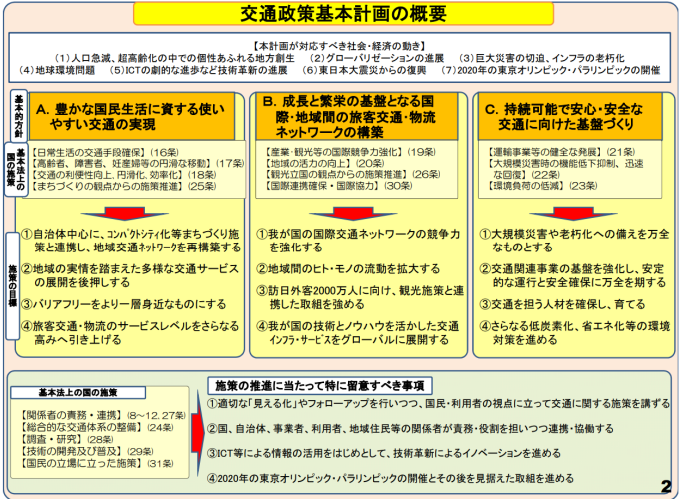 交通政策基本計画の概要
【本計画が対応すべき社会・経済の動き】
(1)人口急減、超高齢化の中での個性あふれる地方創生 (2)グローバリゼーションの進展 (3)巨大災害の切迫、インフラの老朽化
(4)地球環境問題 (5)ICTの劇的な進歩など技術革新の進展 (6)東日本大震災からの復興 (7)2020年の東京オリンピック・パラリンピックの開催
基本的方針
A. 豊かな国民生活に資する使い
やすい交通の実現
B. 成長と繁栄の基盤となる国
際・地域間の旅客交通・物流
ネットワークの構築
C. 持続可能で安心・安全な
交通に向けた基盤づくり
基本法上の
国の施策
【日常生活の交通手段確保】(16条)
【高齢者、障害者、妊産婦等の円滑な移動】(17条)
【交通の利便性向上、円滑化、効率化】(18条)
【まちづくりの観点からの施策推進】(25条)
【産業・観光等の国際競争力強化】(19条)
【地域の活力の向上】(20条)
【観光立国の観点からの施策推進】(26条)
【国際連携確保・国際協力】(30条)
【運輸事業等の健全な発展】(21条)
【大規模災害時の機能低下抑制、迅速
な回復】(22条)
【環境負荷の低減】(23条)
施策の目標
①自治体中心に、コンパクトシティ化等まちづくり施
策と連携し、地域交通ネットワークを再構築する
②地域の実情を踏まえた多様な交通サービス
の展開を後押しする
③バリアフリーをより一層身近なものにする
④旅客交通・物流のサービスレベルをさらなる
高みへ引き上げる
①我が国の国際交通ネットワークの競争力
を強化する
②地域間のヒト・モノの流動を拡大する
③訪日外客2000万人に向け、観光施策と連
携した取組を強める
④我が国の技術とノウハウを活かした交通
インフラ・サービスをグローバルに展開する
①大規模災害や老朽化への備えを万全
なものとする
②交通関連事業の基盤を強化し、安定
的な運行と安全確保に万全を期する
③交通を担う人材を確保し、育てる
④さらなる低炭素化、省エネ化等の環境
対策を進める
基本法上の国の施策
【関係者の責務・連携】(8~12, 27条)
【総合的な交通体系の整備】(24条)
【調査・研究】(28条)
【技術の開発及び普及】(29条)
【国民の立場に立った施策】(31条)
施策の推進に当たって特に留意すべき事項
①適切な「見える化」やフォローアップを行いつつ、国民・利用者の視点に立って交通に関する施策を講ずる
②国、自治体、事業者、利用者、地域住民等の関係者が責務・役割を担いつつ連携・協働する
③ICT等による情報の活用をはじめとして、技術革新によるイノベーションを進める
④2020年の東京オリンピック・パラリンピックの開催とその後を見据えた取組を進める
2